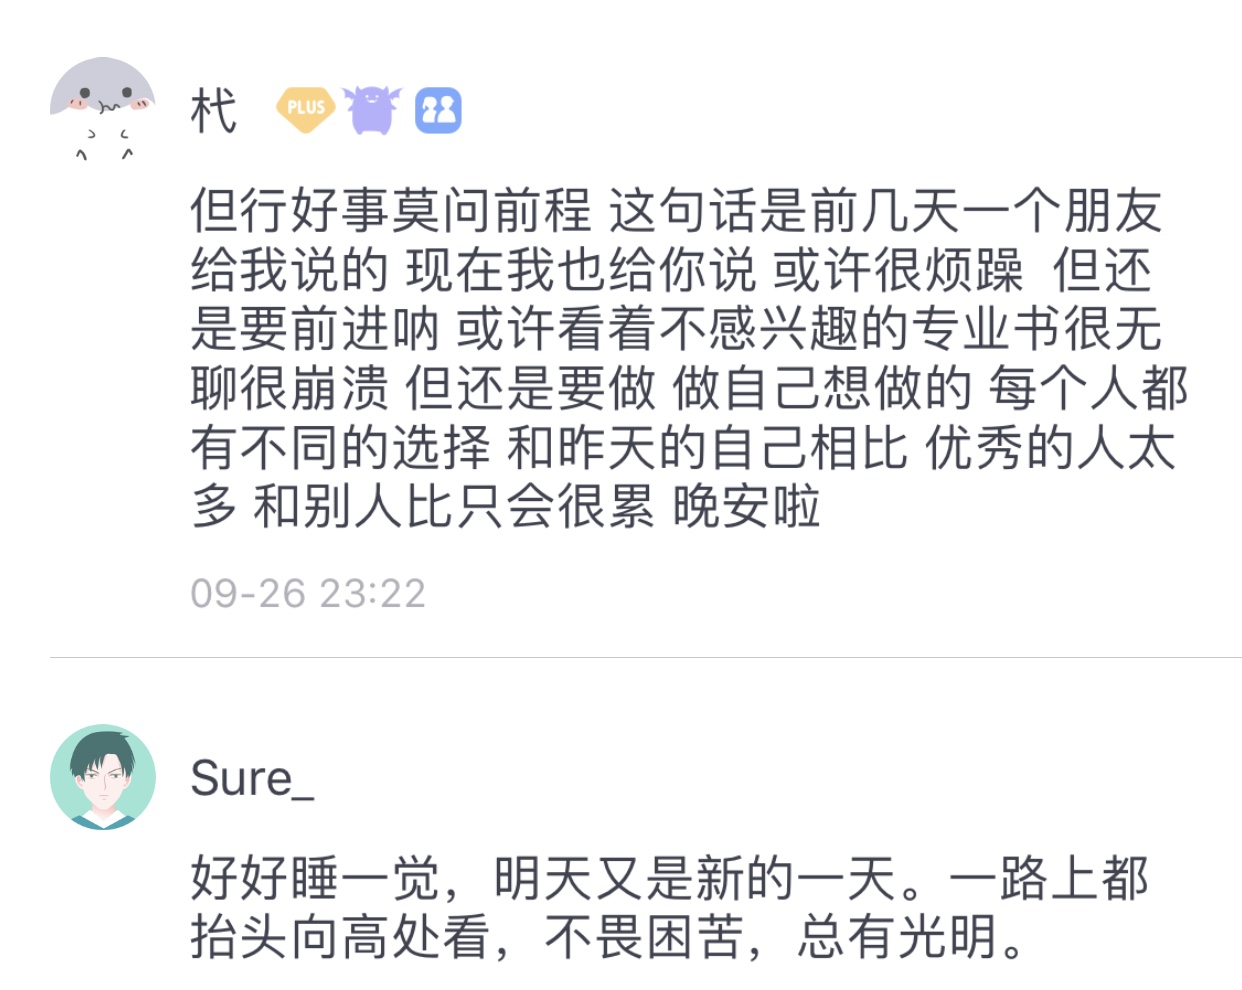 杙 PLUS
但行好事莫问前程 这句话是前几天一个朋友
给我说的 现在我也给你说 或许很烦躁  但还
是要前进呐 或许看着不感兴趣的专业书很无
聊很崩溃 但还是要做 做自己想做的 每个人都
有不同的选择 和昨天的自己相比 优秀的人太
多 和别人比只会很累 晚安啦
09-26 23:22
Sure_
好好睡一觉，明天又是新的一天。一路上都
抬头向高处看，不畏困苦，总有光明。